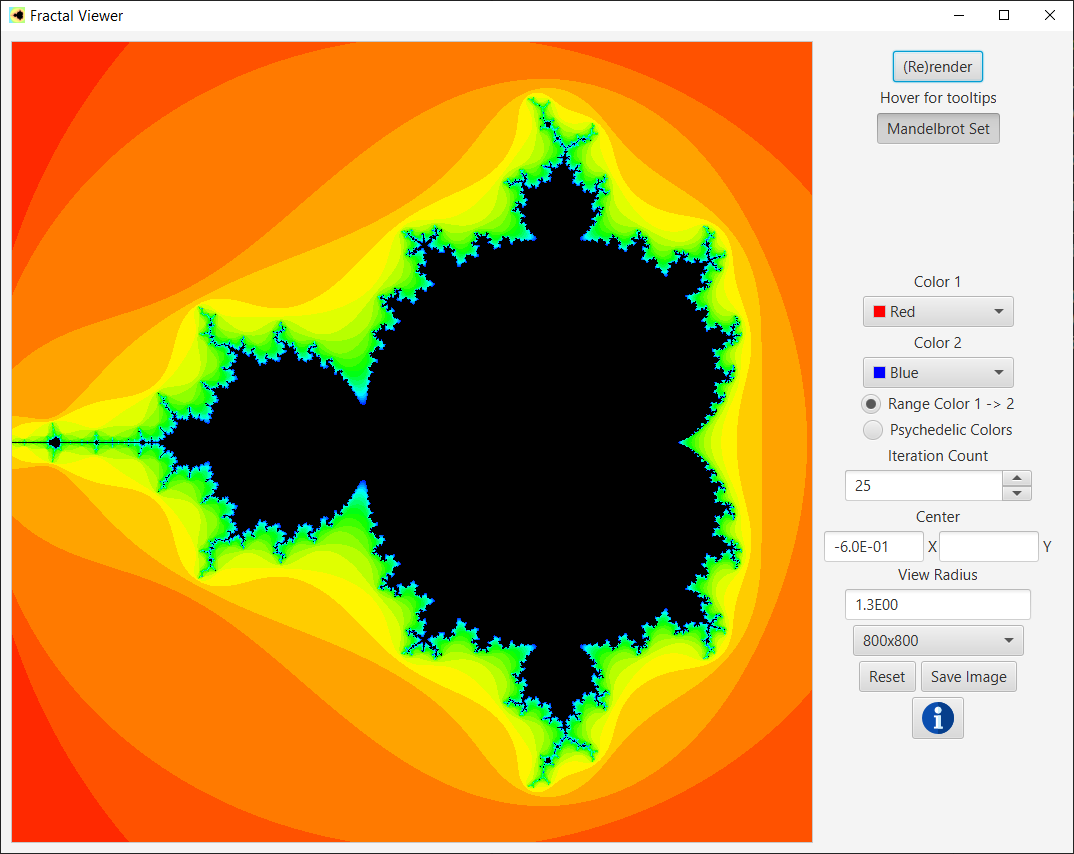 Fractal Viewer
(Re)render
Hover for tooltips
Mandelbrot Set
Color 1
Red
Color 2
Blue
Range Color 1 -> 2
Psychedelic Colors
Iteration Count
25
Center
-6.0E-01 X Y
View Radius
1.3E00
800x800
Reset Save Image